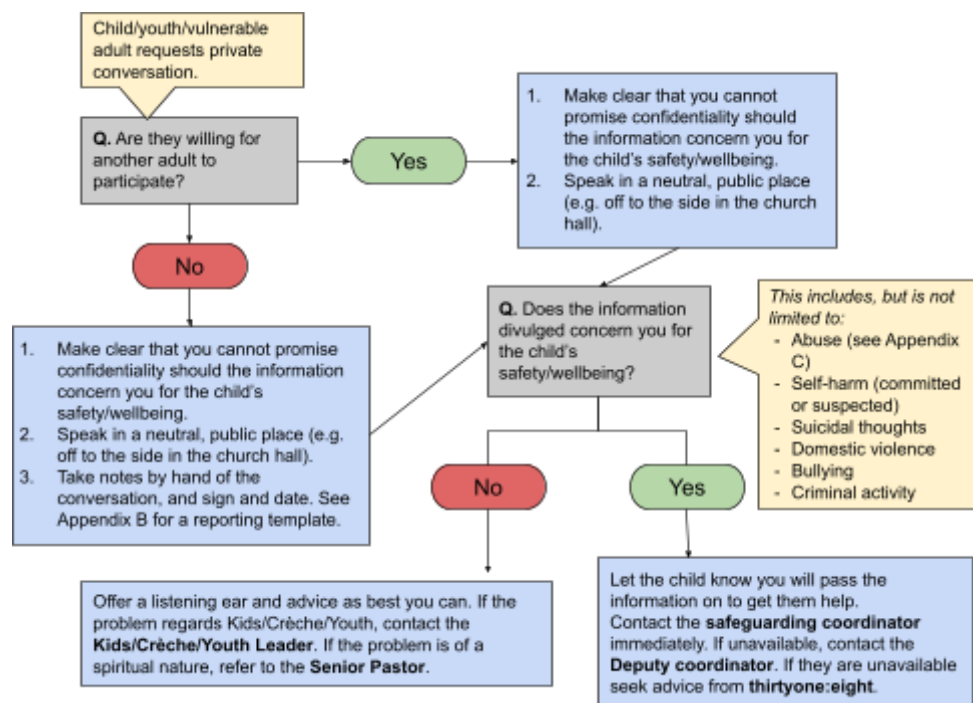 Child/youth/vulnerable
adult requests private
conversation.
Q. Are they willing for
another adult to
participate?
Yes
1. Make clear that you cannot
promise confidentiality should
the information concern you for
the child's safety/wellbeing.
2. Speak in a neutral, public place
(e.g. off to the side in the church
hall).
No
1. Make clear that you cannot promise
confidentiality should the information
concern you for the child's
safety/wellbeing.
2. Speak in a neutral, public place (e.g.
off to the side in the church hall).
3. Take notes by hand of the
conversation, and sign and date. See
Appendix B for a reporting template.
Q. Does the information
divulged concern you for
the child's
safety/wellbeing?
This includes, but is not
limited to:
- Abuse (see Appendix
C)
- Self-harm (committed
or suspected)
- Suicidal thoughts
- Domestic violence
- Bullying
- Criminal activity
No
Yes
Offer a listening ear and advice as best you can. If the
problem regards Kids/Crèche/Youth, contact the
Kids/Crèche/Youth Leader. If the problem is of a
spiritual nature, refer to the Senior Pastor.
Let the child know you will pass the
information on to get them help.
Contact the safeguarding coordinator
immediately. If unavailable, contact the
Deputy coordinator. If they are unavailable
seek advice from thirtyone:eight.